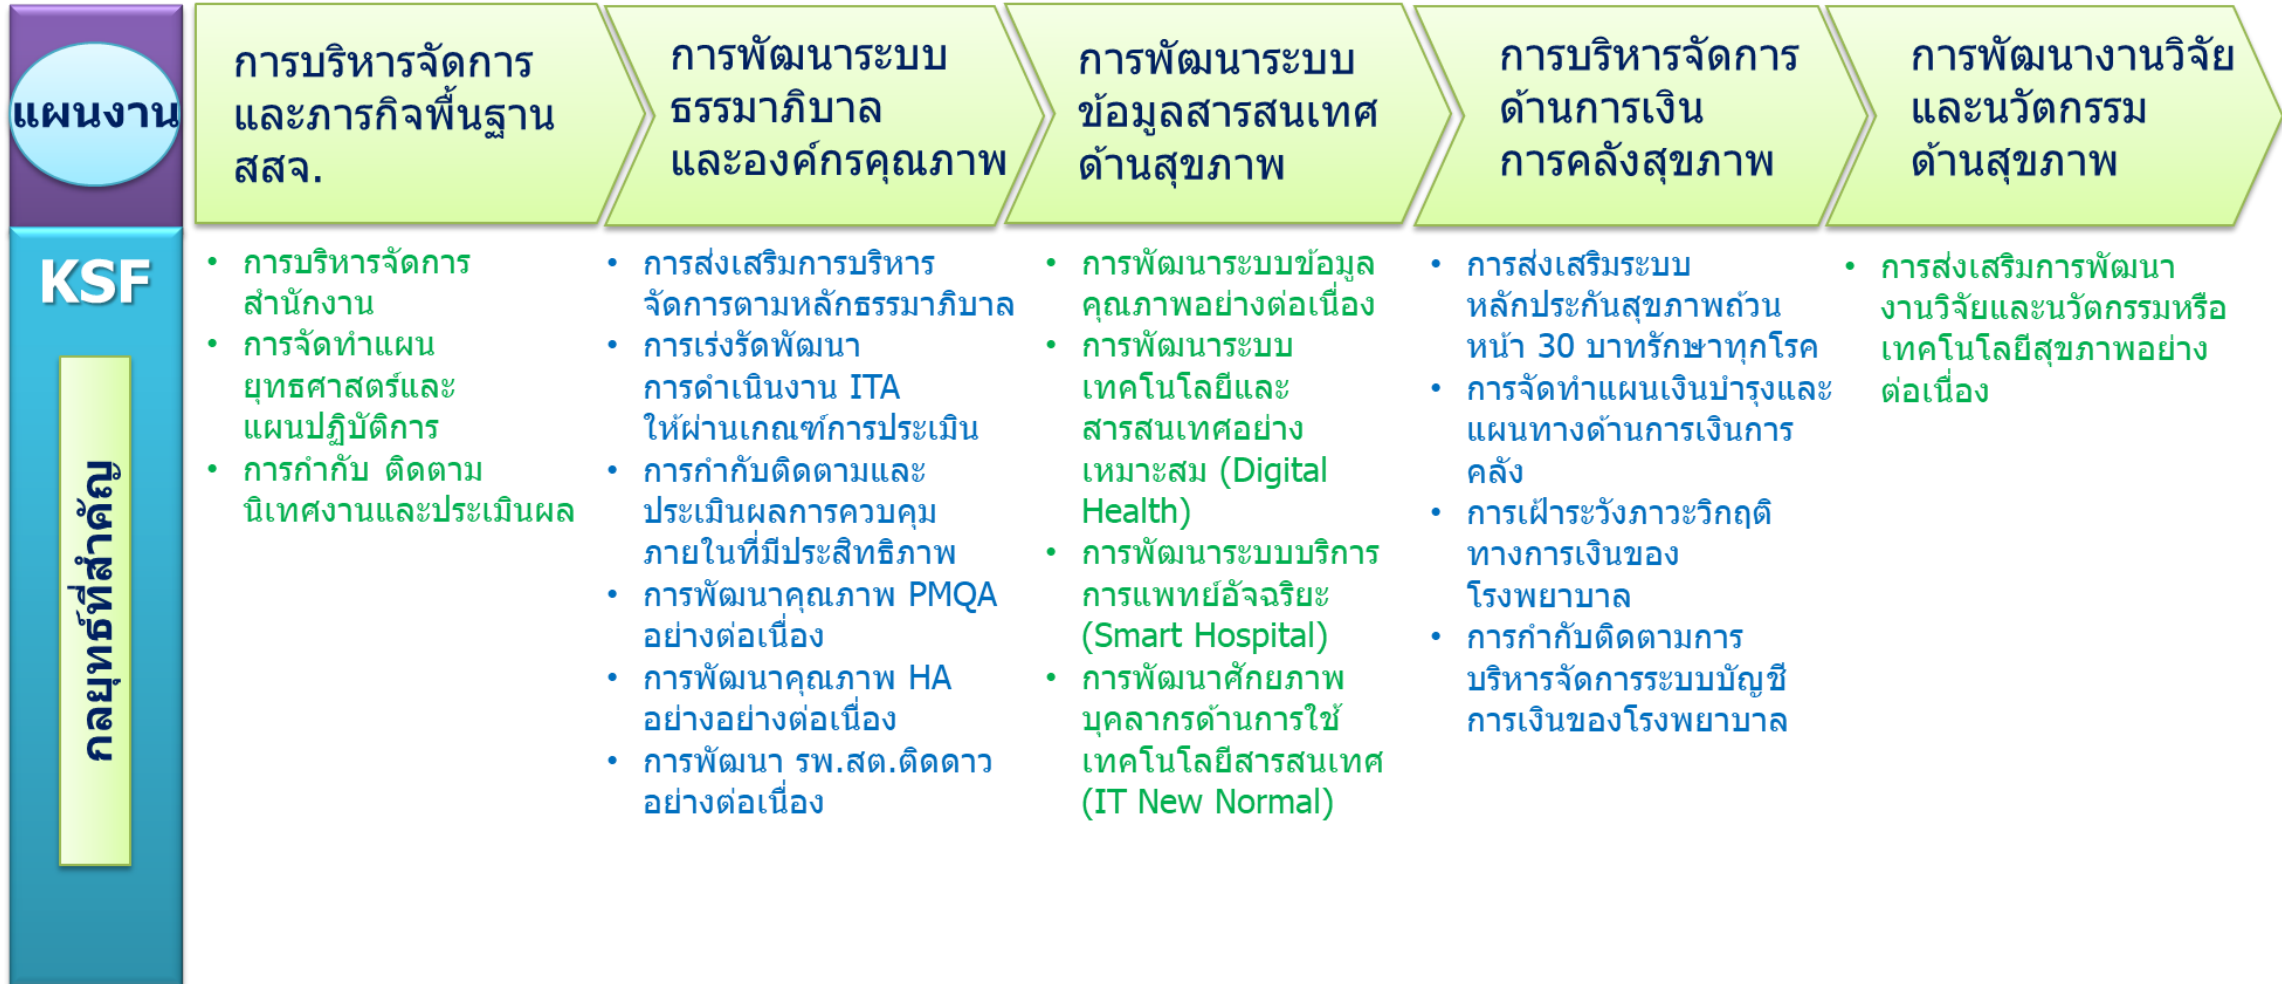 แผนงาน
การบริหารจัดการ
และภารกิจพื้นฐาน
สสจ.
การพัฒนาระบบ
ธรรมาภิบาล
และองค์กรคุณภาพ
การพัฒนาระบบ
ข้อมูลสารสนเทศ
ด้านสุขภาพ
การบริหารจัดการ
ด้านการเงิน
การคลังสุขภาพ
การพัฒนางานวิจัย
และนวัตกรรม
ด้านสุขภาพ
KSF
กลยุทธ์ที่สำคัญ
• การบริหารจัดการ
สำนักงาน
• การจัดทำแผน
ยุทธศาสตร์และ
แผนปฏิบัติการ
• การกำกับ ติดตาม
นิเทศงานและประเมินผล
• การส่งเสริมการบริหาร
จัดการตามหลักธรรมาภิบาล
• การเร่งรัดพัฒนา
การดำเนินงาน ITA
ให้ผ่านเกณฑ์การประเมิน
• การกำกับติดตามและ
ประเมินผลการควบคุม
ภายในที่มีประสิทธิภาพ
• การพัฒนาคุณภาพ PMQA
อย่างต่อเนื่อง
• การพัฒนาคุณภาพ HA
อย่างอย่างต่อเนื่อง
• การพัฒนา รพ.สต.ติดดาว
อย่างต่อเนื่อง
• การพัฒนาระบบข้อมูล
คุณภาพอย่างต่อเนื่อง
• การพัฒนาระบบ
เทคโนโลยีและ
สารสนเทศอย่าง
เหมาะสม (Digital
Health)
• การพัฒนาระบบบริการ
การแพทย์อัจฉริยะ
(Smart Hospital)
• การพัฒนาศักยภาพ
บุคลากรด้านการใช้
เทคโนโลยีสารสนเทศ
(IT New Normal)
• การส่งเสริมระบบ
หลักประกันสุขภาพถ้วน
หน้า 30 บาทรักษาทุกโรค
• การจัดทำแผนเงินบำรุงและ
แผนทางด้านการเงินการ
คลัง
• การเฝ้าระวังภาวะวิกฤติ
ทางการเงินของ
โรงพยาบาล
• การกำกับติดตามการ
บริหารจัดการระบบบัญชี
การเงินของโรงพยาบาล
• การส่งเสริมการพัฒนา
งานวิจัยและนวัตกรรมหรือ
เทคโนโลยีสุขภาพอย่าง
ต่อเนื่อง